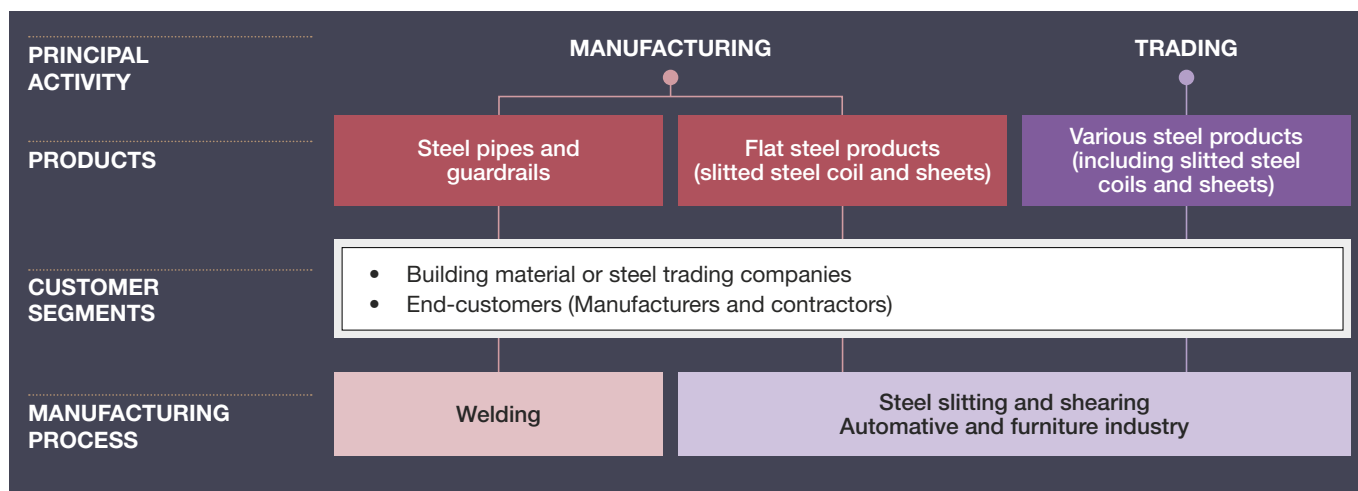 PRINCIPAL
ACTIVITY
MANUFACTURING
TRADING
PRODUCTS
Steel pipes and
guardrails
Flat steel products
(slitted steel coil and sheets)
Various steel products
(including slitted steel
coils and sheets)
CUSTOMER
SEGMENTS
• Building material or steel trading companies
• End-customers (Manufacturers and contractors)
MANUFACTURING
PROCESS
Welding
Steel slitting and shearing
Automative and furniture industry